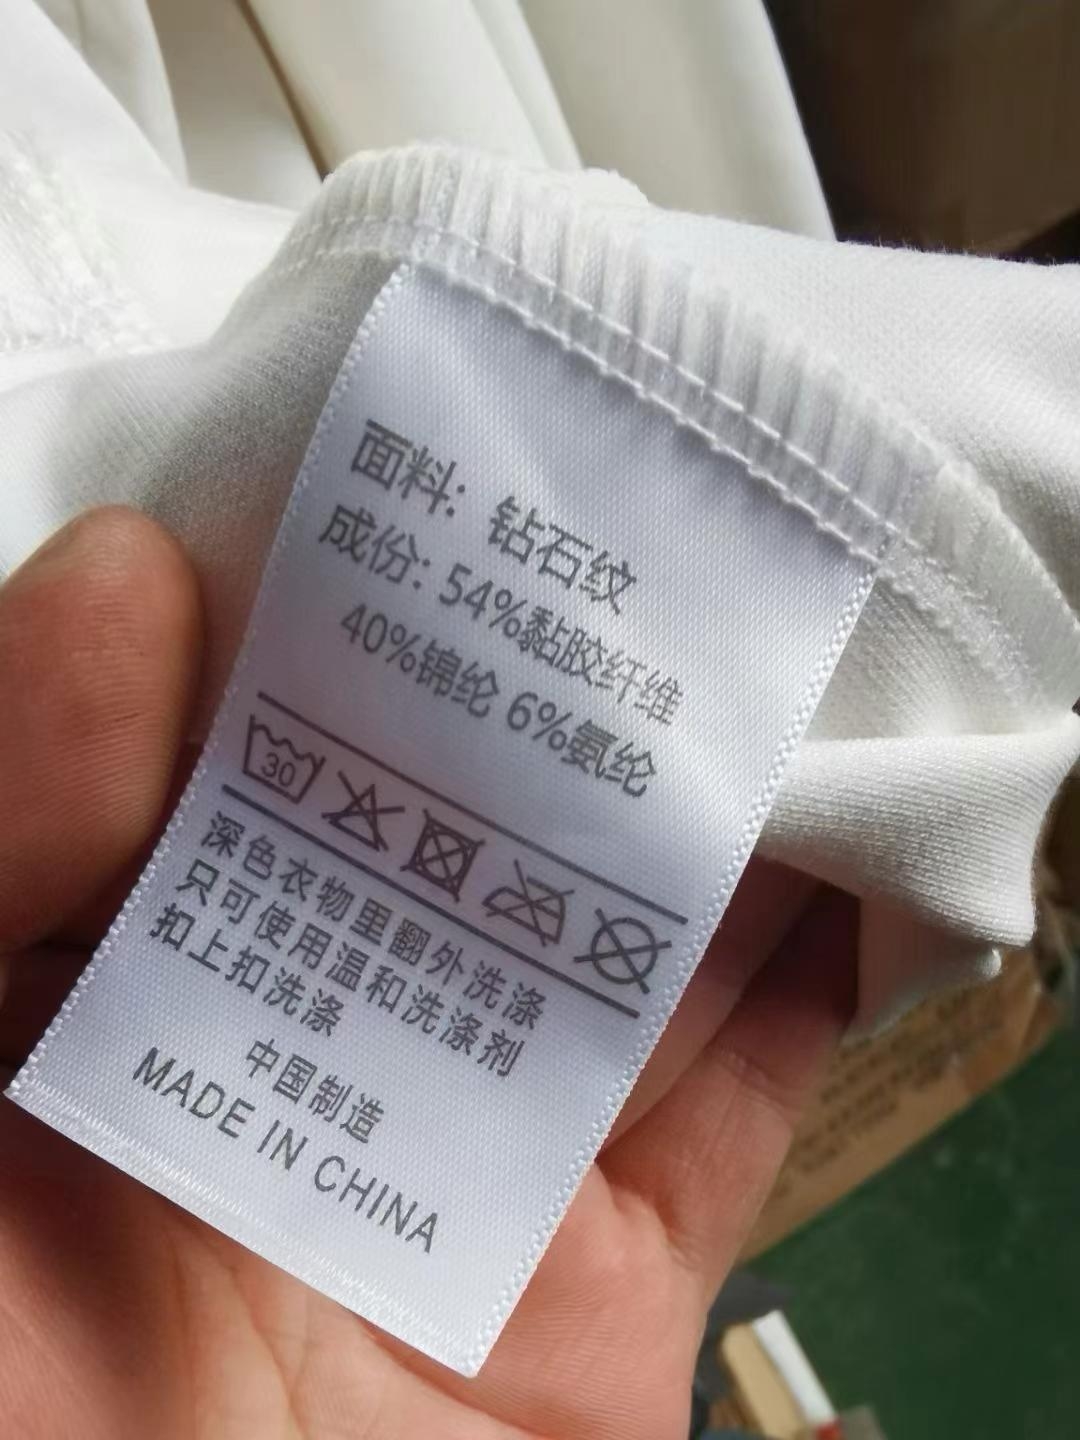 面料: 钻石纹
成份: 54%黏胶纤维
40%锦纶 6%氨纶
30
深色衣物里翻外洗涤
只可使用温和洗涤剂
扣上扣洗涤
中国制造
MADE IN CHINA